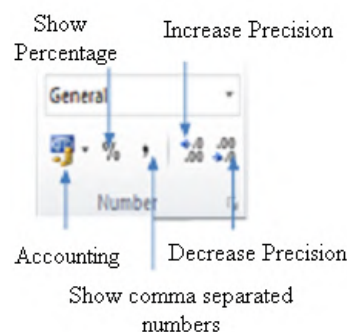 Show
Percentage
Increase Precision
General
% , .0 .00 .00 .0
Number
Accounting
Decrease Precision
Show comma separated
numbers